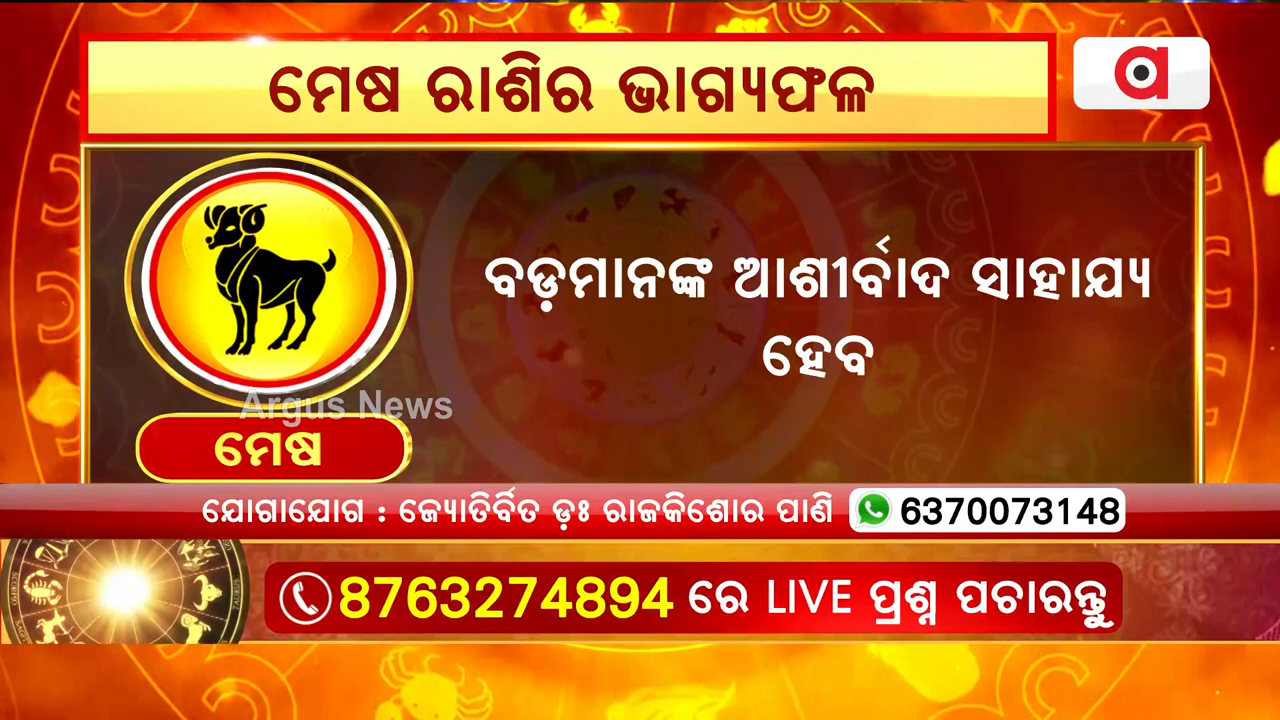 ମେଷ ରାଶିର ଭାଗ୍ୟଫଳ
a
ବଡ଼ମାନଙ୍କ ଆଶୀର୍ବାଦ ସାହାଯ୍ୟ
ହେବ
Argus News
ମେଷ
ଯୋଗାଯୋଗ : ଜ୍ୟୋତିର୍ବିତ ଡ଼ଃ ରାଜକିଶୋର ପାଣି 6370073148
8763274894 ରେ LIVE ପ୍ରଶ୍ନ ପଚାରନ୍ତୁ